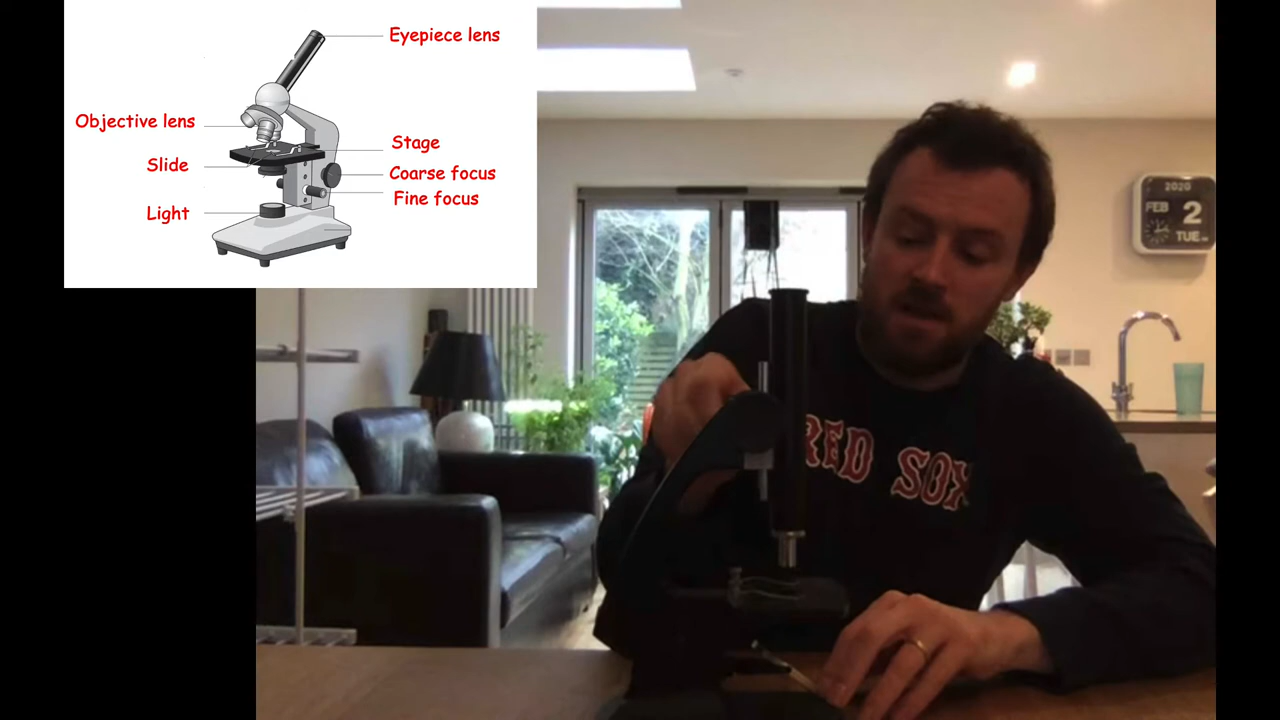 Eyepiece lens
Objective lens
Stage
Slide
Coarse focus
Fine focus
Light
2020
FEB 2
TUE
RED SOX